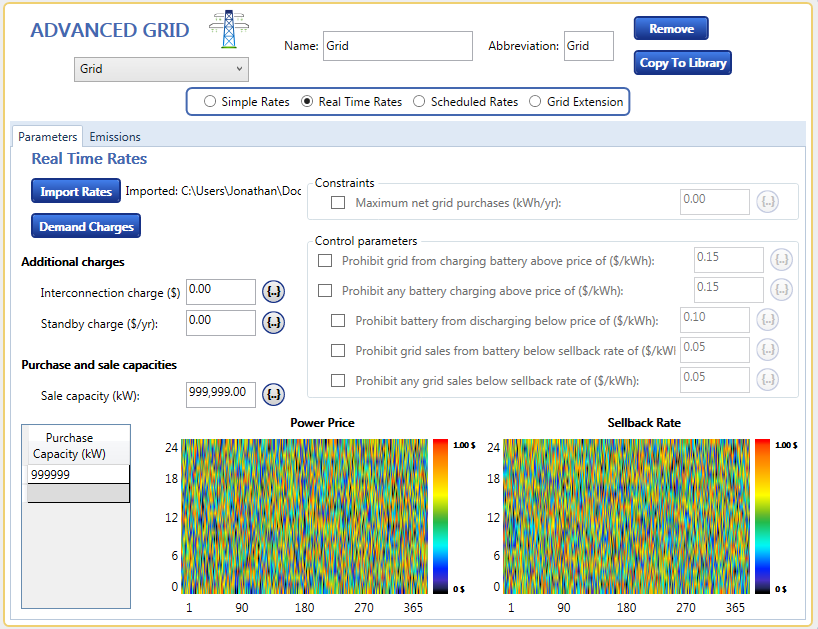 ADVANCED GRID
Name: Grid
Abbreviation: Grid
Remove
Copy To Library
Grid
Simple Rates Real Time Rates Scheduled Rates Grid Extension
Parameters Emissions
Real Time Rates
Import Rates Imported: C:\Users\Jonathan\Doc
Demand Charges
Additional charges
Interconnection charge ($) 0.00 {..}
Standby charge ($/yr): 0.00 {..}
Purchase and sale capacities
Sale capacity (kW): 999,999.00 {..}
Constraints
Maximum net grid purchases (kWh/yr): 0.00 {..}
Control parameters
Prohibit grid from charging battery above price of ($/kWh): 0.15 {..}
Prohibit any battery charging above price of ($/kWh): 0.15 {..}
Prohibit battery from discharging below price of ($/kWh): 0.10 {..}
Prohibit grid sales from battery below sellback rate of ($/kWl 0.05 {..}
Prohibit any grid sales below sellback rate of ($/kWh): 0.05 {..}
Purchase
Capacity (kW)
999999
Power Price
24
18
12
6
0
1 90 180 270 365
1.00 $
0 $
Sellback Rate
24
18
12
6
0
1 90 180 270 365
1.00 $
0 $